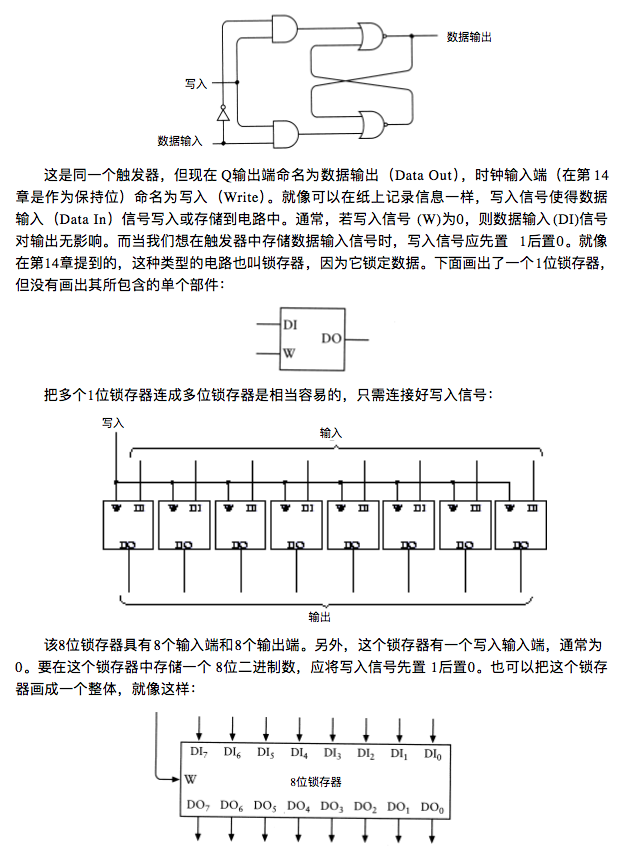 数据输出
写入
数据输入
这是同一个触发器，但现在 Q输出端命名为数据输出（Data Out），时钟输入端（在第 14
章是作为保持位）命名为写入（Write）。就像可以在纸上记录信息一样，写入信号使得数据
输入（Data In）信号写入或存储到电路中。通常，若写入信号 (W)为0，则数据输入(DI)信号
对输出无影响。而当我们想在触发器中存储数据输入信号时，写入信号应先置 1后置0。就像
在第14章提到的，这种类型的电路也叫锁存器，因为它锁定数据。下面画出了一个1位锁存器，
但没有画出其所包含的单个部件：
DI
DO
W
把多个1位锁存器连成多位锁存器是相当容易的，只需连接好写入信号：
写入
输入
W DI W DI W DI W DI W DI W DI W DI W DI
DO DO DO DO DO DO DO DO
输出
该8位锁存器具有8个输入端和8个输出端。另外，这个锁存器有一个写入输入端，通常为
0。要在这个锁存器中存储一个 8位二进制数，应将写入信号先置 1后置0。也可以把这个锁存
器画成一个整体，就像这样：
DI₇ DI₆ DI₅ DI₄ DI₃ DI₂ DI₁ DI₀
W 8位锁存器
DO₇ DO₆ DO₅ DO₄ DO₃ DO₂ DO₁ DO₀